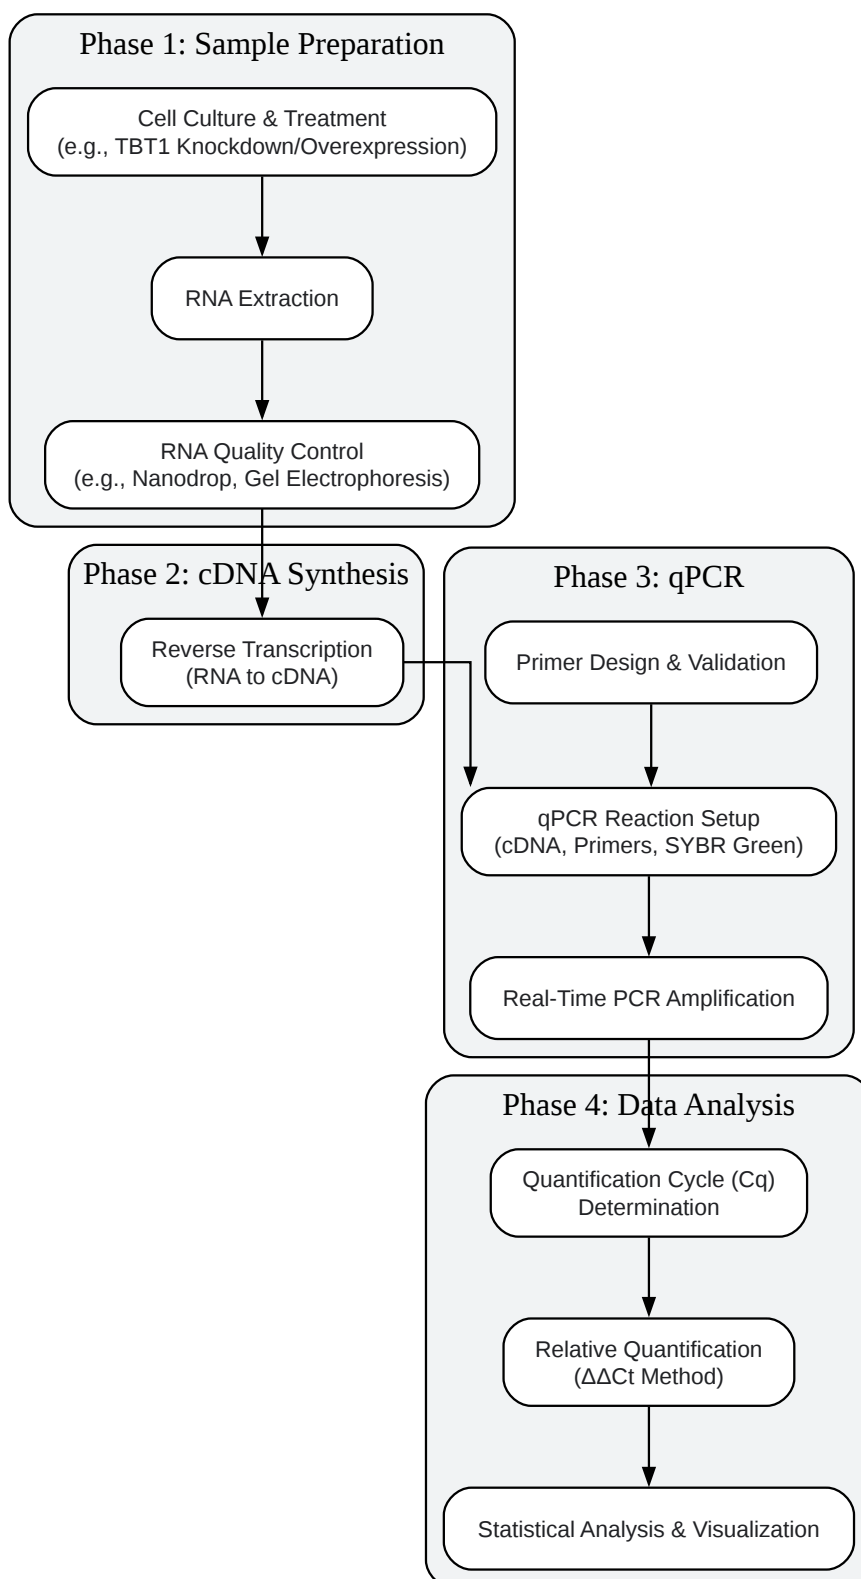 Phase 1: Sample Preparation
Cell Culture & Treatment
(e.g., TBT1 Knockdown/Overexpression)
RNA Extraction
RNA Quality Control
(e.g., Nanodrop, Gel Electrophoresis)
Phase 2: cDNA Synthesis
Reverse Transcription
(RNA to cDNA)
Phase 3: qPCR
Primer Design & Validation
qPCR Reaction Setup
(cDNA, Primers, SYBR Green)
Real-Time PCR Amplification
Phase 4: Data Analysis
Quantification Cycle (Cq)
Determination
Relative Quantification
(ΔΔCt Method)
Statistical Analysis & Visualization